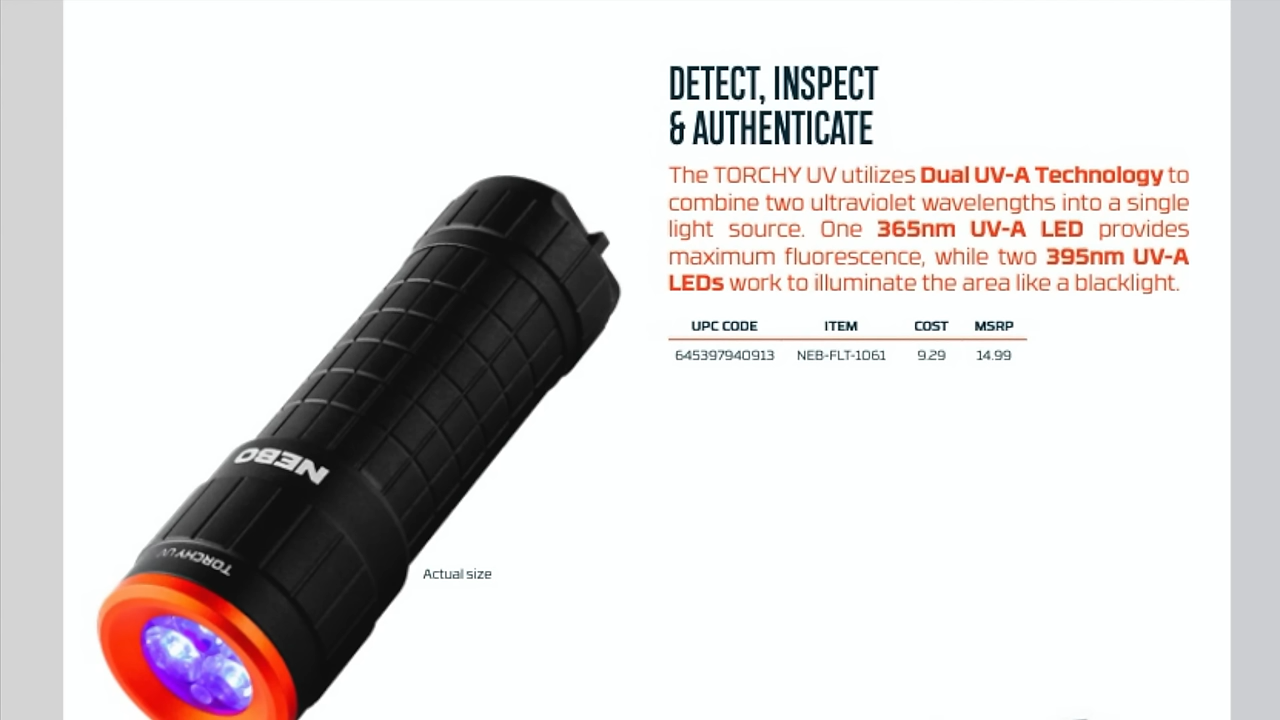 DETECT, INSPECT
& AUTHENTICATE
The TORCHY UV utilizes Dual UV-A Technology to
combine two ultraviolet wavelengths into a single
light source. One 365nm UV-A LED provides
maximum fluorescence, while two 395nm UV-A
LEDs work to illuminate the area like a blacklight.
UPC CODE ITEM COST MSRP
645397940913 NEB-FLT-1061 9.29 14.99
NEBO
TORCHY UV
Actual size